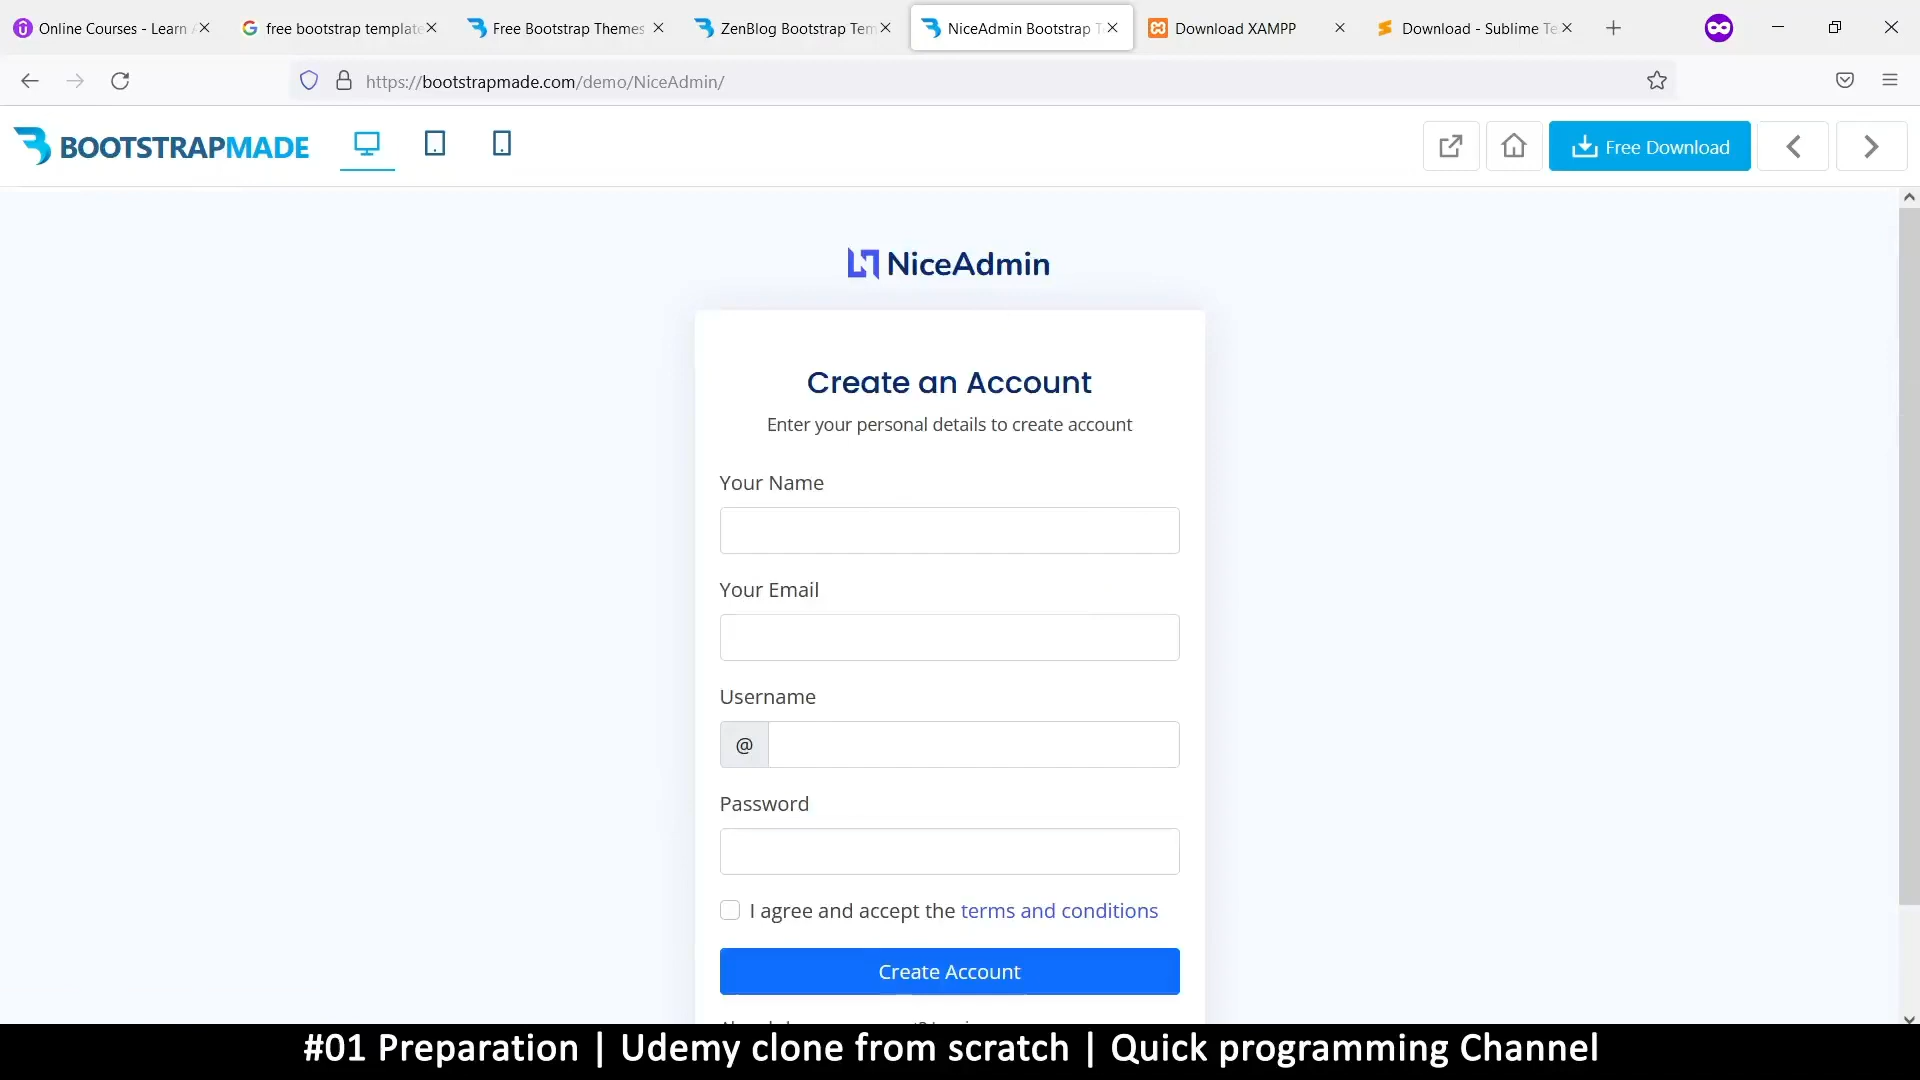 Online Courses - Learn
free bootstrap template
Free Bootstrap Themes
ZenBlog Bootstrap Tem
NiceAdmin Bootstrap T
Download XAMPP
Download - Sublime Te
https://bootstrapmade.com/demo/NiceAdmin/
BOOTSTRAPMADE
Free Download
NiceAdmin
Create an Account
Enter your personal details to create account
Your Name
Your Email
Username
@
Password
I agree and accept the terms and conditions
Create Account
#01 Preparation | Udemy clone from scratch | Quick programming Channel